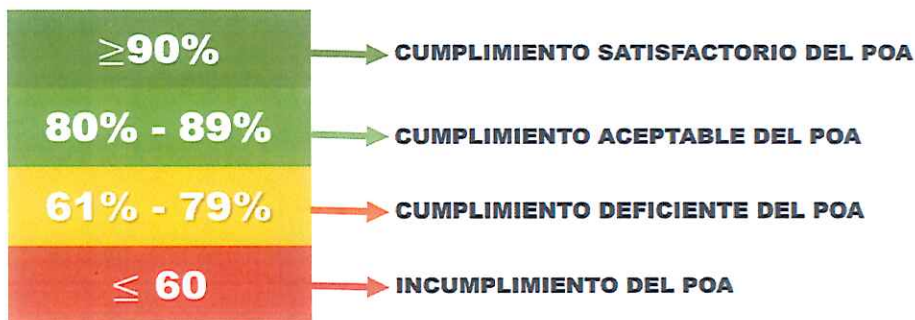 ≥90% CUMPLIMIENTO SATISFACTORIO DEL POA
80% - 89% CUMPLIMIENTO ACEPTABLE DEL POA
61% - 79% CUMPLIMIENTO DEFICIENTE DEL POA
≤ 60 INCUMPLIMIENTO DEL POA